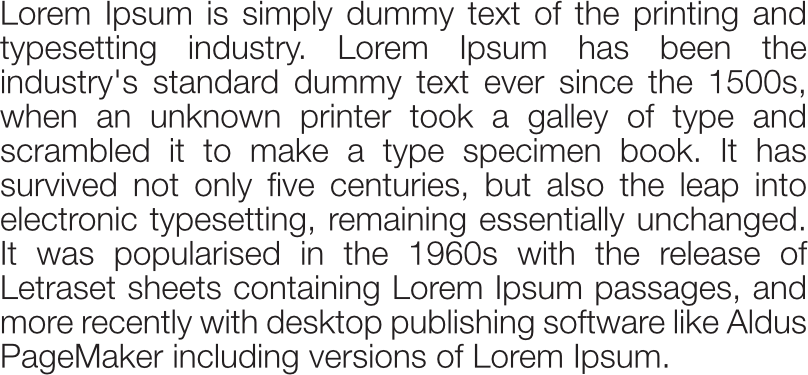 Lorem Ipsum is simply dummy text of the printing and
typesetting industry. Lorem Ipsum has been the
industry's standard dummy text ever since the 1500s,
when an unknown printer took a galley of type and
scrambled it to make a type specimen book. It has
survived not only five centuries, but also the leap into
electronic typesetting, remaining essentially unchanged.
It was popularised in the 1960s with the release of
Letraset sheets containing Lorem Ipsum passages, and
more recently with desktop publishing software like Aldus
PageMaker including versions of Lorem Ipsum.